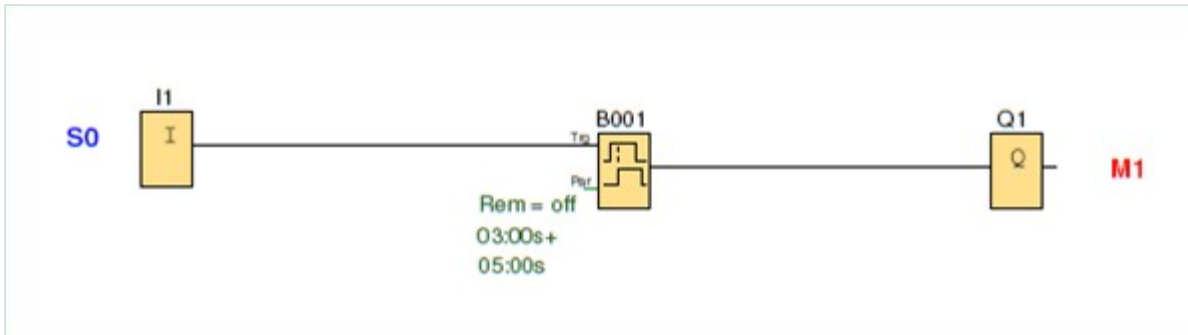 I1
S0
I
B001
Trg
Par
Rem = off
03:00s+
05:00s
Q1
Q
M1